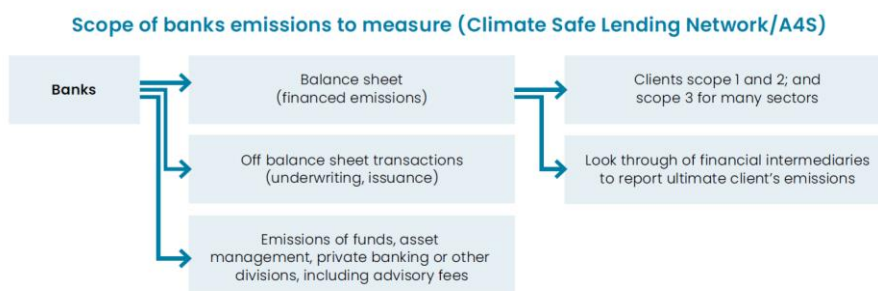 Scope of banks emissions to measure (Climate Safe Lending Network/A4S)
Banks
Balance sheet
(financed emissions)
Clients scope 1 and 2; and
scope 3 for many sectors
Off balance sheet transactions
(underwriting, issuance)
Look through of financial intermediaries
to report ultimate client's emissions
Emissions of funds, asset
management, private banking or other
divisions, including advisory fees